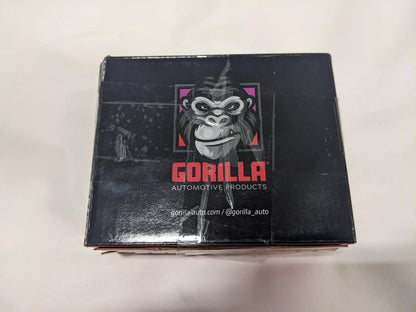 GORILLA
AUTOMOTIVE PRODUCTS
gorilla-auto.com / @gorilla_auto